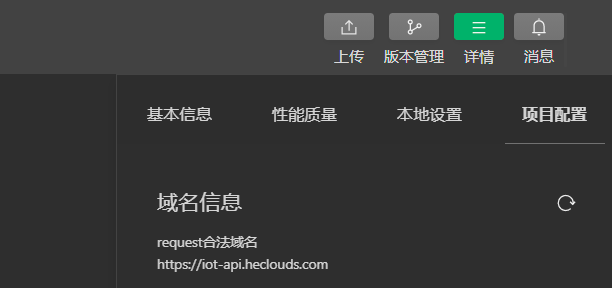 上传 版本管理 详情 消息
基本信息 性能质量 本地设置 项目配置
域名信息
request合法域名
https://iot-api.heclouds.com